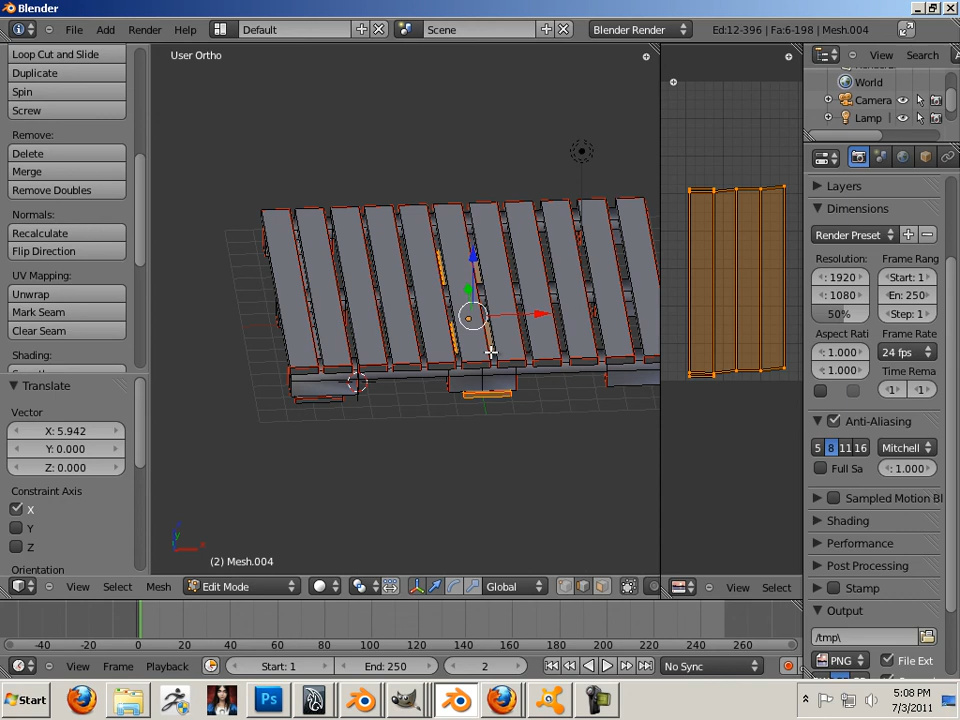 Blender
File Add Render Help Default Scene Blender Render Ed:12-396 | Fa:6-198 | Mesh.004
Loop Cut and Slide
Duplicate
Spin
Screw
Remove:
Delete
Merge
Remove Doubles
Normals:
Recalculate
Flip Direction
UV Mapping:
Unwrap
Mark Seam
Clear Seam
Shading:
Translate
Vector
X: 5.942
Y: 0.000
Z: 0.000
Constraint Axis
X
Y
Z
Orientation
User Ortho
(2) Mesh.004
View Search
World
Camera
Lamp
Layers
Dimensions
Render Preset
Resolution: Frame Rang
: 1920 Start: 1
: 1080 En: 250
50% Step: 1
Aspect Rati Frame Rate
: 1.000 24 fps
: 1.000 Time Rema
1 1
Anti-Aliasing
5 8 11 16 Mitchell
Full Sa : 1.000
Sampled Motion Bl
Shading
Performance
Post Processing
Stamp
Output
/tmp\
PNG File Ext
View Select Mesh Edit Mode Global View Select
-40 -20 0 20 40 60 80 100 120 140 160 180 200 220 240 260
View Frame Playback Start: 1 End: 250 2 No Sync
Start Ps 5:08 PM
7/3/2011